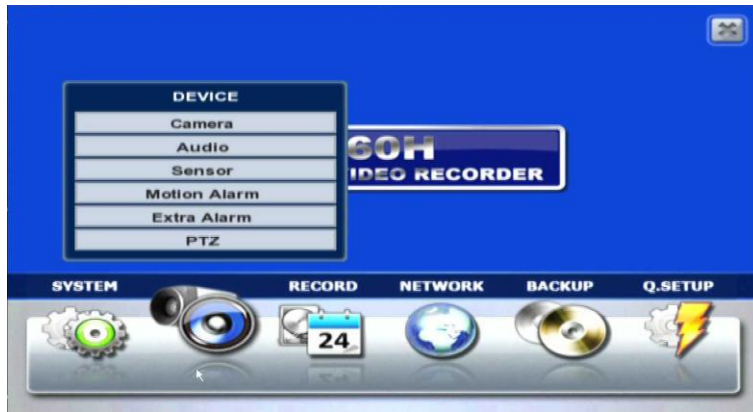 DEVICE
Camera
Audio
Sensor
Motion Alarm
Extra Alarm
PTZ
60H
IDEO RECORDER
SYSTEM
RECORD
NETWORK
BACKUP
Q.SETUP
24